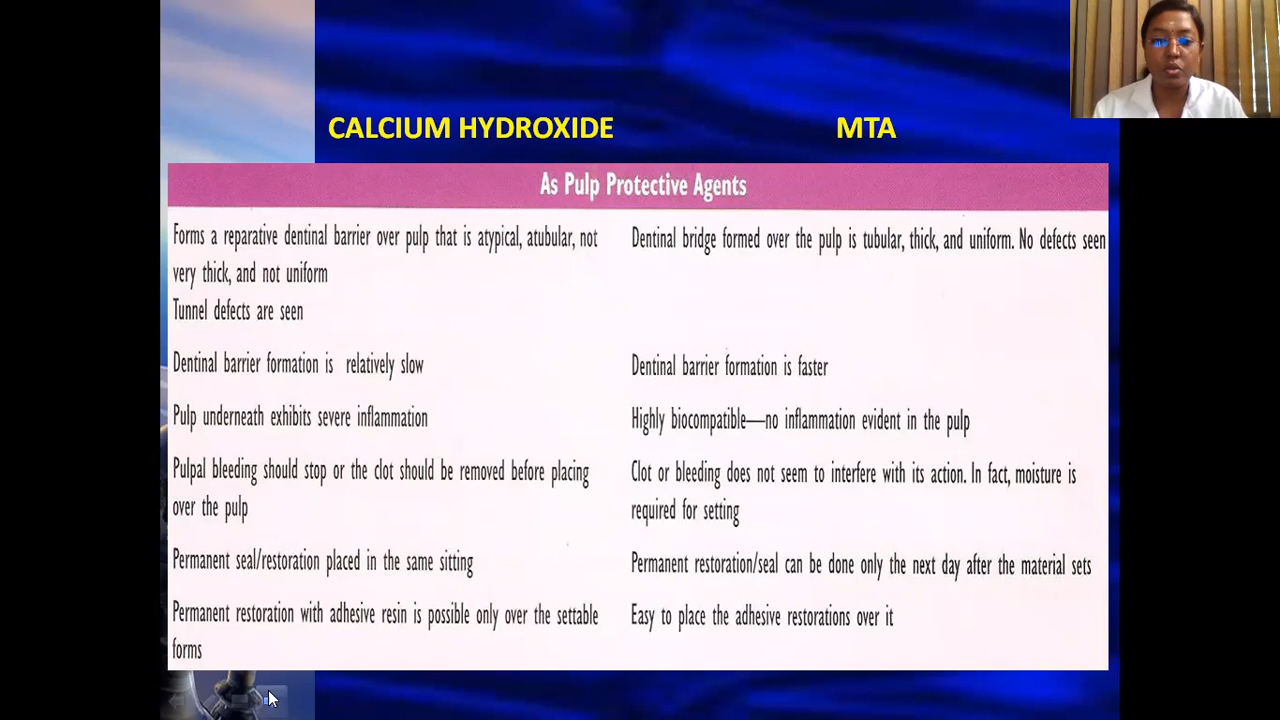 CALCIUM HYDROXIDE
MTA
As Pulp Protective Agents
Forms a reparative dentinal barrier over pulp that is atypical, atubular, not
very thick, and not uniform
Tunnel defects are seen
Dentinal bridge formed over the pulp is tubular, thick, and uniform. No defects seen
Dentinal barrier formation is relatively slow
Dentinal barrier formation is faster
Pulp underneath exhibits severe inflammation
Highly biocompatible—no inflammation evident in the pulp
Pulpal bleeding should stop or the clot should be removed before placing
over the pulp
Clot or bleeding does not seem to interfere with its action. In fact, moisture is
required for setting
Permanent seal/restoration placed in the same sitting
Permanent restoration/seal can be done only the next day after the material sets
Permanent restoration with adhesive resin is possible only over the settable
forms
Easy to place the adhesive restorations over it